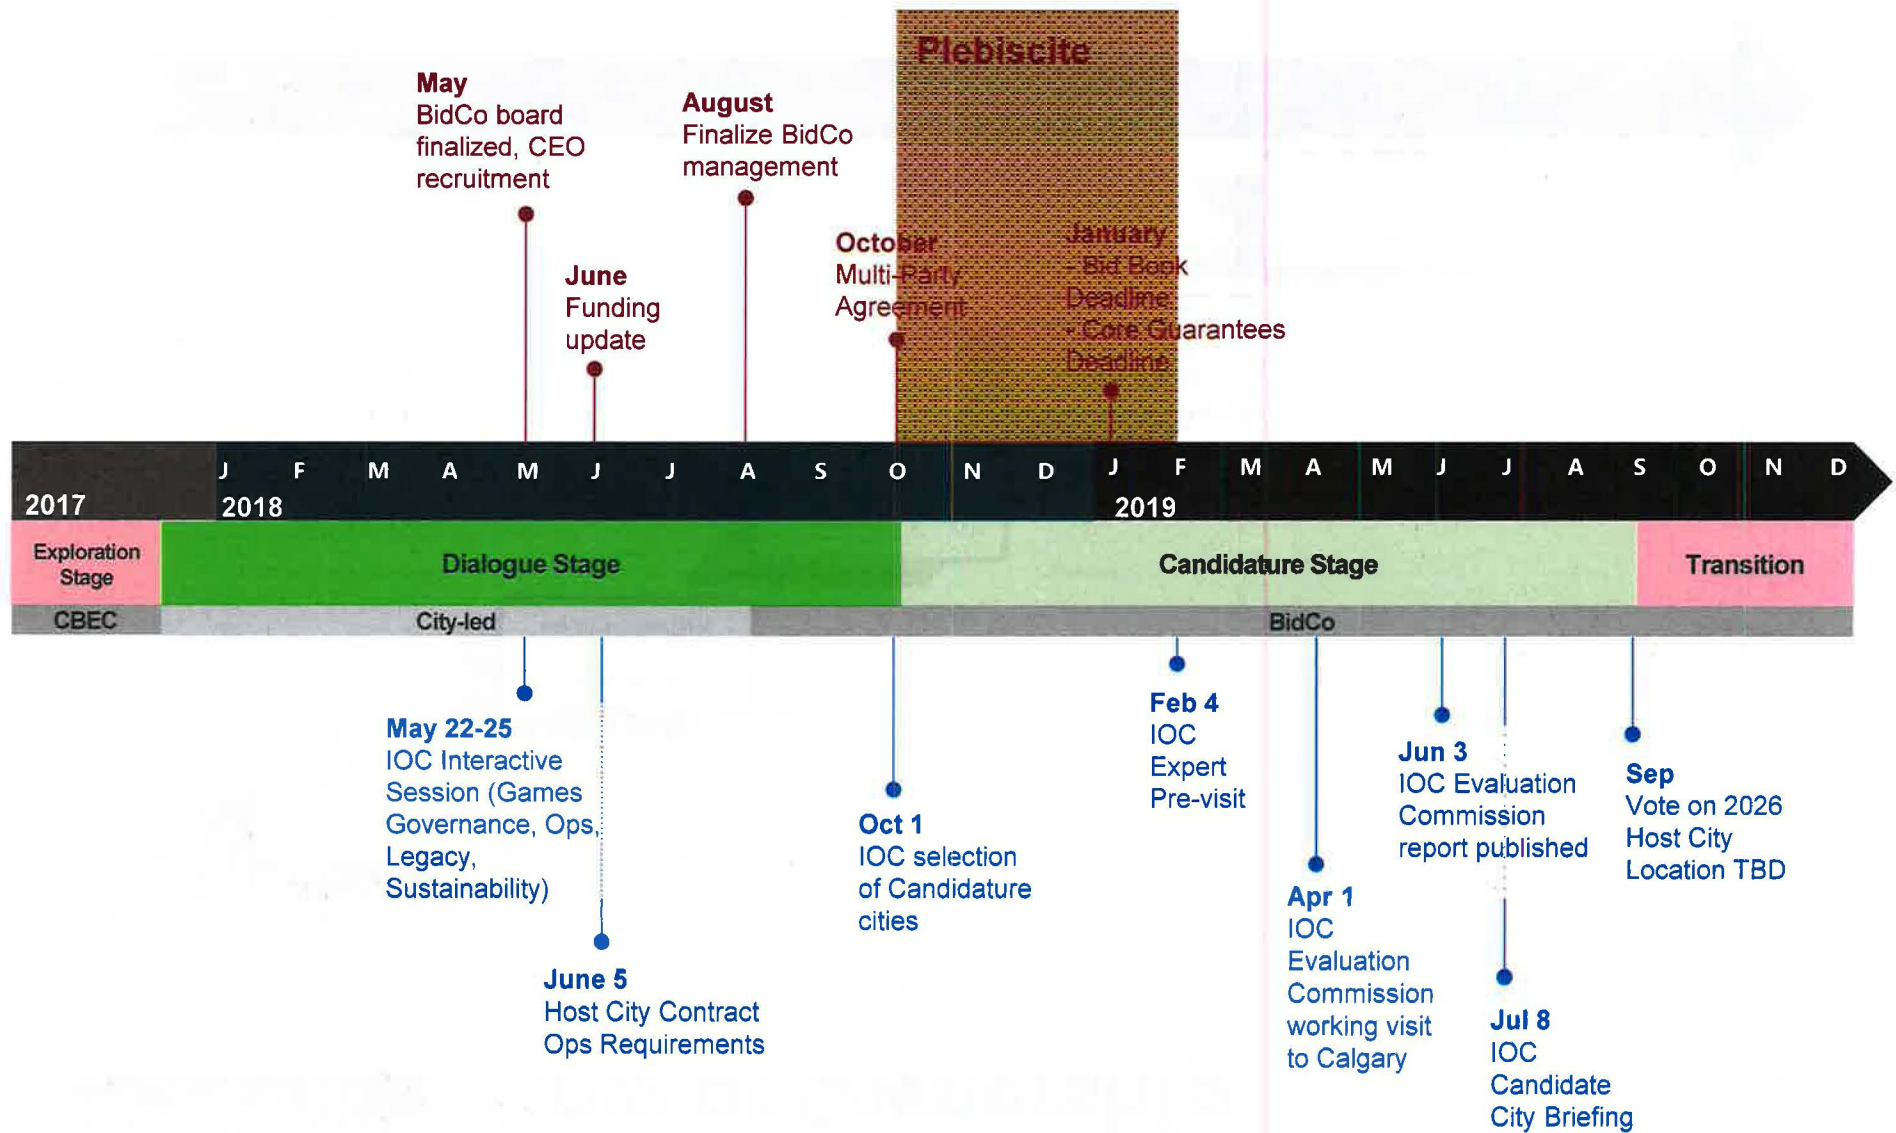 Plebiscite
May
BidCo board
finalized, CEO
recruitment
August
Finalize BidCo
management
June
Funding
update
October
Multi-Party
Agreement
January
- Bid Book
Deadline
- Core Guarantees
Deadline
J F M A M J J A S O N D J F M A M J J A S O N D
2017 2018 2019
Exploration
Stage
Dialogue Stage
Candidature Stage
Transition
CBEC City-led BidCo
May 22-25
IOC Interactive
Session (Games
Governance, Ops,
Legacy,
Sustainability)
June 5
Host City Contract
Ops Requirements
Oct 1
IOC selection
of Candidature
cities
Feb 4
IOC
Expert
Pre-visit
Apr 1
IOC
Evaluation
Commission
working visit
to Calgary
Jun 3
IOC Evaluation
Commission
report published
Jul 8
IOC
Candidate
City Briefing
Sep
Vote on 2026
Host City
Location TBD